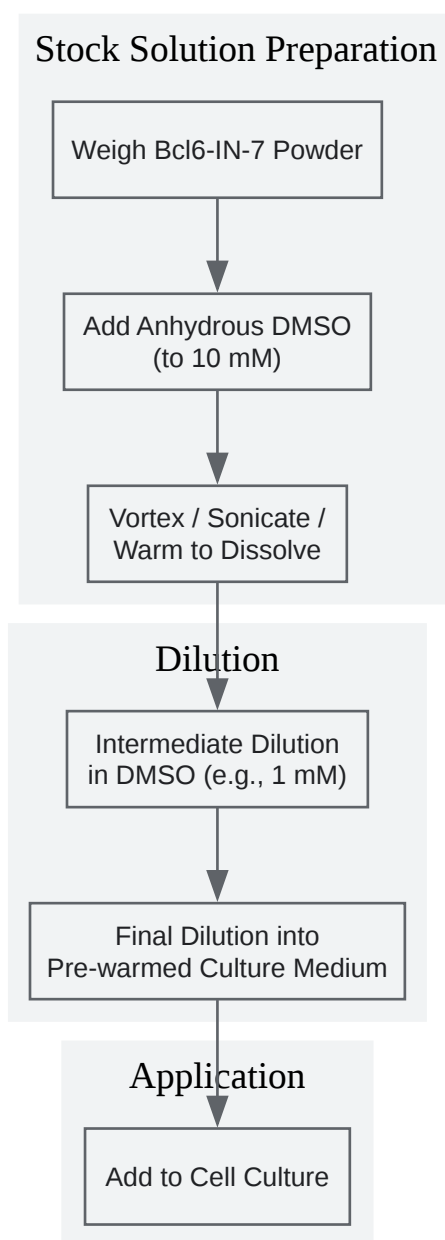 Stock Solution Preparation
Weigh Bcl6-IN-7 Powder
Add Anhydrous DMSO
(to 10 mM)
Vortex / Sonicate /
Warm to Dissolve
Dilution
Intermediate Dilution
in DMSO (e.g., 1 mM)
Final Dilution into
Pre-warmed Culture Medium
Application
Add to Cell Culture